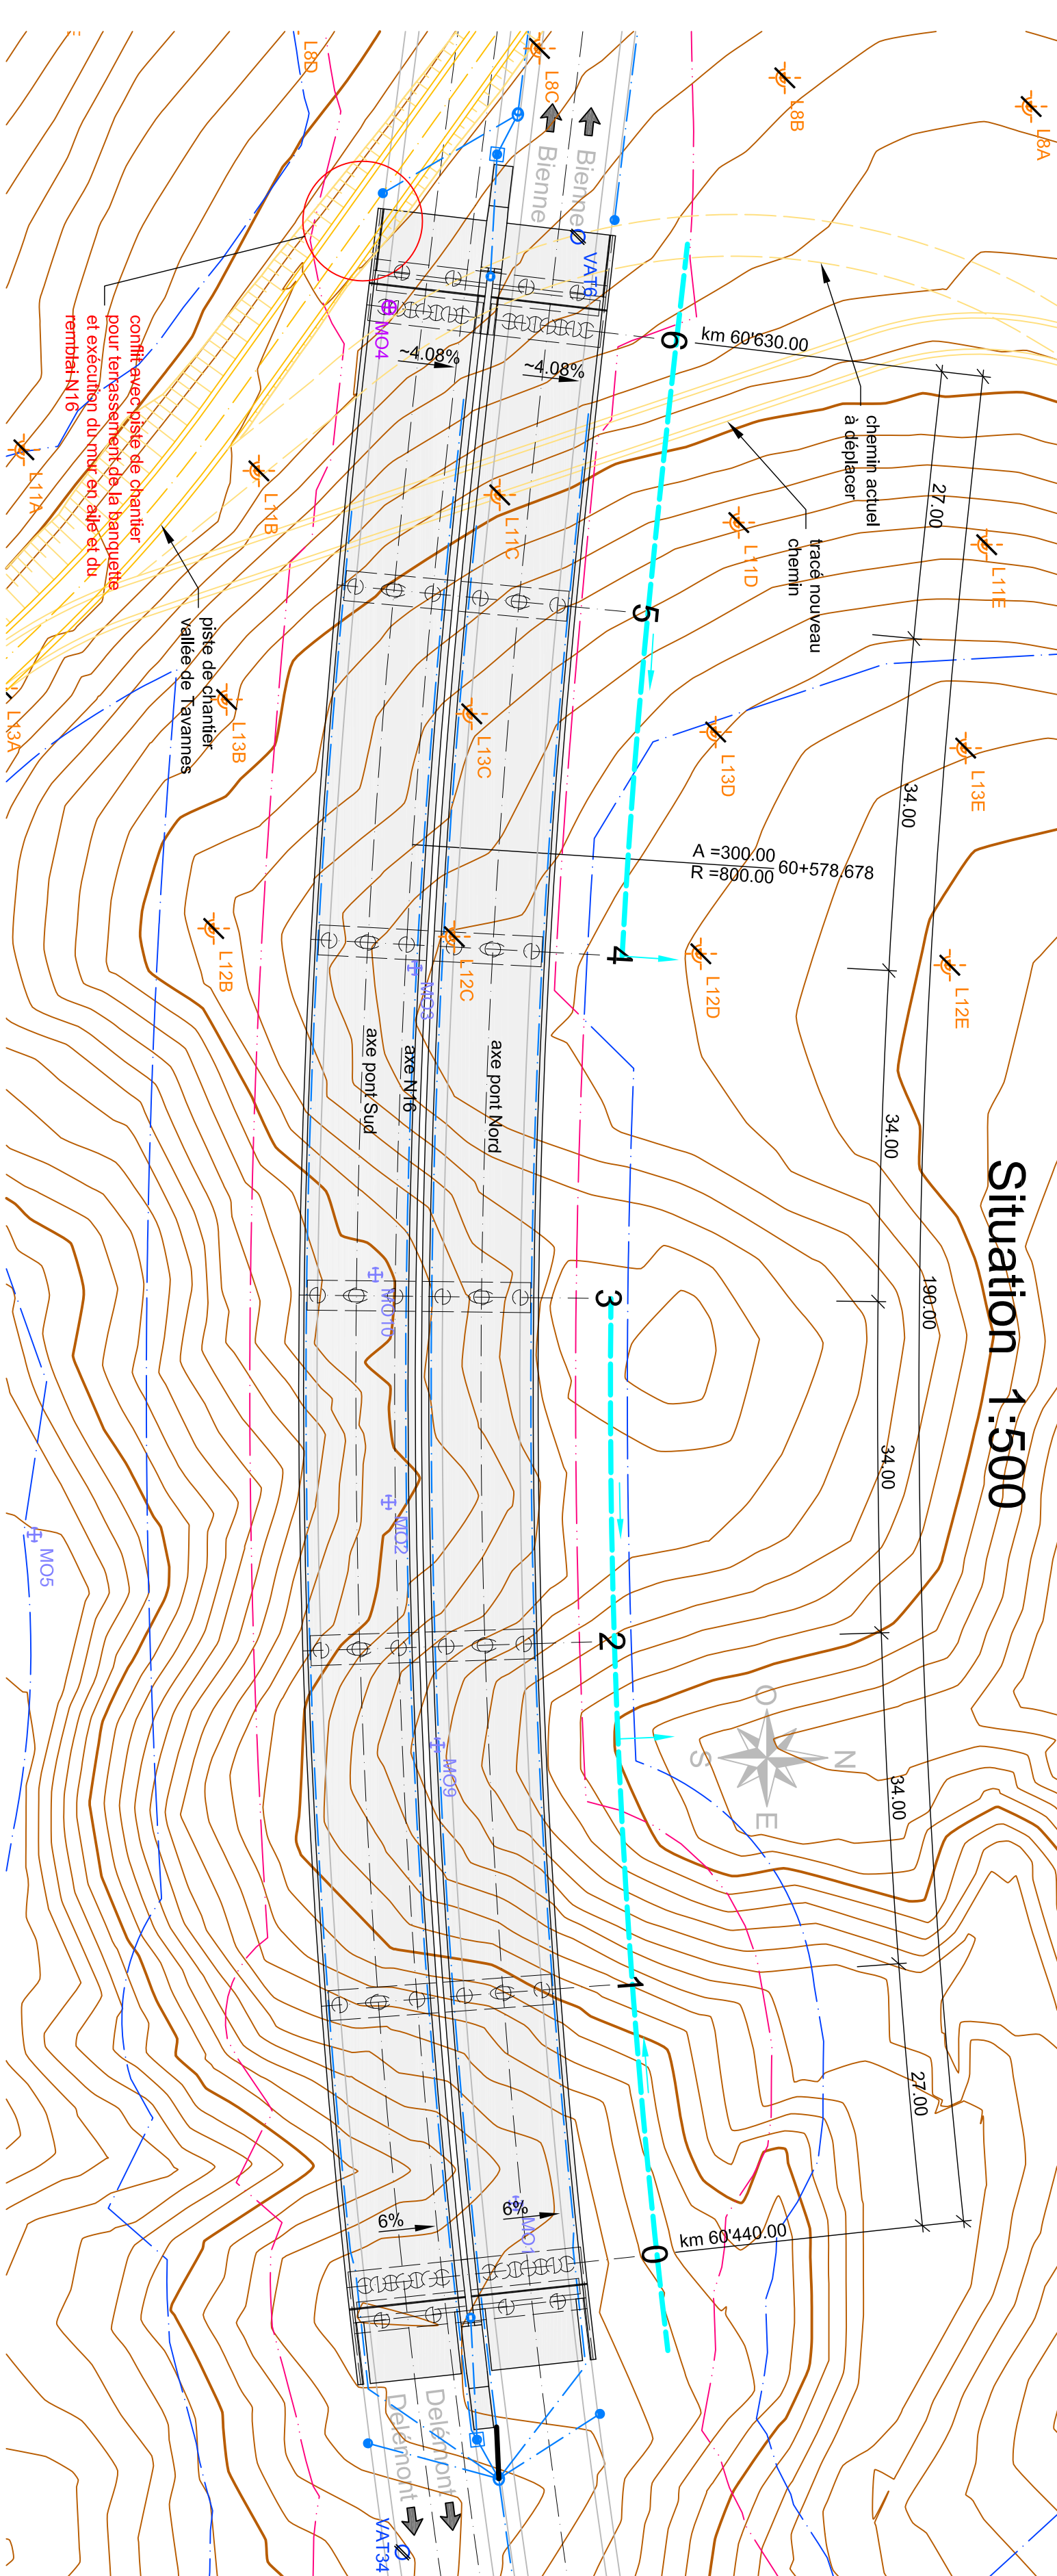 Situation 1:500
L8A
L8B
L8C
L8D
Bienne
Bienne
VAT6
MO4
~4.08%
~4.08%
6
km 60'630.00
chemin actuel
à déplacer
tracé nouveau
chemin
27.00
L11E
L11D
L11C
L11B
L11A
conflit avec piste de chantier
pour terrassement de la banquette
et exécution du mur en aile et du
remblai N16
piste de chantier
vallée de Tavannes
5
L13E
L13D
L13C
L13B
L13A
34.00
A =300.00
R =800.00
60+578.678
4
L12E
L12D
L12C
L12B
MO3
axe pont Nord
axe N16
axe pont Sud
34.00
190.00
3
MO10
34.00
MO2
MO5
2
N
O
S
E
MO9
34.00
1
27.00
6%
6%
MO1
km 60'440.00
0
Delémont
Delémont
VAT34